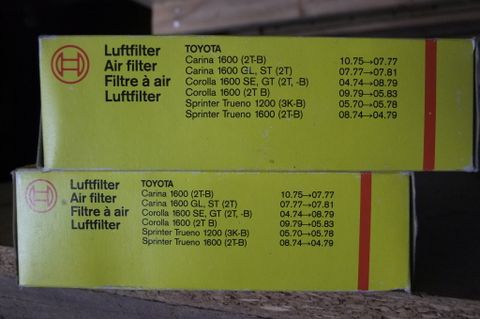 Luftfilter
Air filter
Filtre à air
Luftfilter
TOYOTA
Carina 1600 (2T-B) 10.75→07.77
Carina 1600 GL, ST (2T) 07.77→07.81
Corolla 1600 SE, GT (2T, -B) 04.74→08.79
Corolla 1600 (2T B) 09.79→05.83
Sprinter Trueno 1200 (3K-B) 05.70→05.78
Sprinter Trueno 1600 (2T-B) 08.74→04.79
Luftfilter
Air filter
Filtre à air
Luftfilter
TOYOTA
Carina 1600 (2T-B) 10.75→07.77
Carina 1600 GL, ST (2T) 07.77→07.81
Corolla 1600 SE, GT (2T, -B) 04.74→08.79
Corolla 1600 (2T B) 09.79→05.83
Sprinter Trueno 1200 (3K-B) 05.70→05.78
Sprinter Trueno 1600 (2T-B) 08.74→04.79